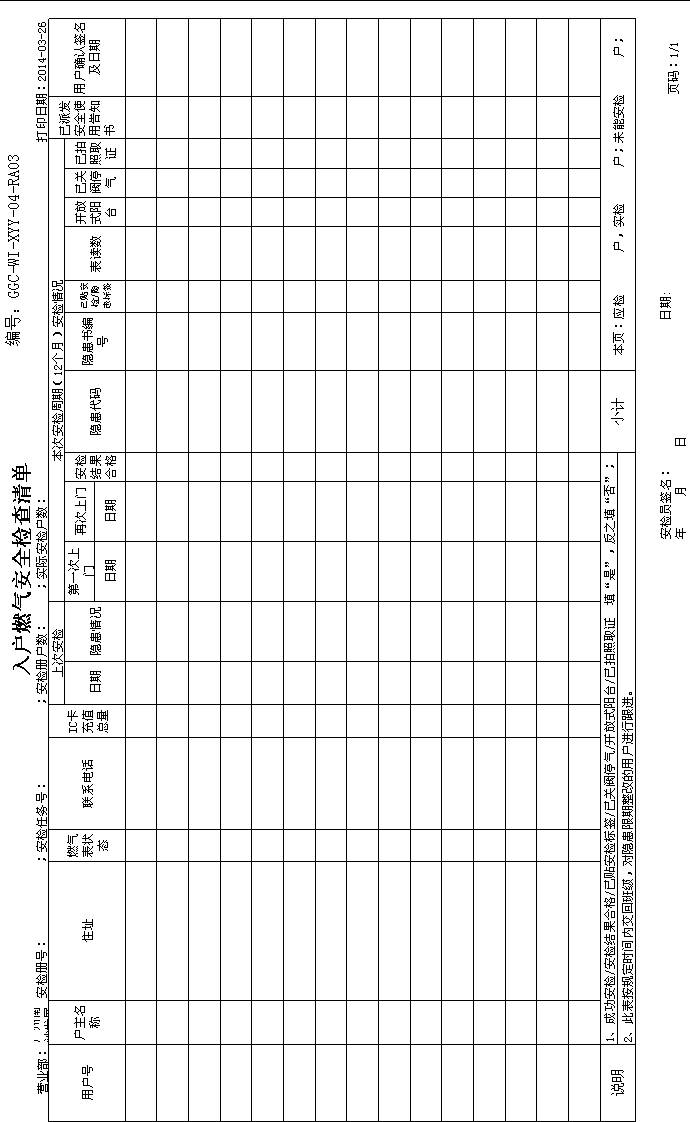 编号：GGC-WI-XYY-04-RA03
入户燃气安全检查清单
营业部： 安检册号： ；安检任务号： ；安检册户数： ；实际安检户数： 打印日期：2014-03-26
用户号
户主名称
住址
燃气表状态
联系电话
IC卡充值总量
上次安检
日期
隐患情况
本次安检周期（12个月）安检情况
第一次上门
日期
再次上门
日期
安检结果合格
隐患代码
隐患书编号
已贴安检/隐患标签
表读数
开放式阳台
已关阀停气
已拍照取证
已派发安全使用告知书
用户确认签名及日期
说明
1、成功安检/安检结果合格/已贴安检标签/已关阀停气/开放式阳台/已拍照取证 填“是”，反之填“否”；
2、此表按规定时间内交回班级，对隐患限期整改的用户进行跟进。
小计
本页：应检 户，实检 户；未能安检 户；
安检员签名： 日期:
年 月 日
页码：1/1